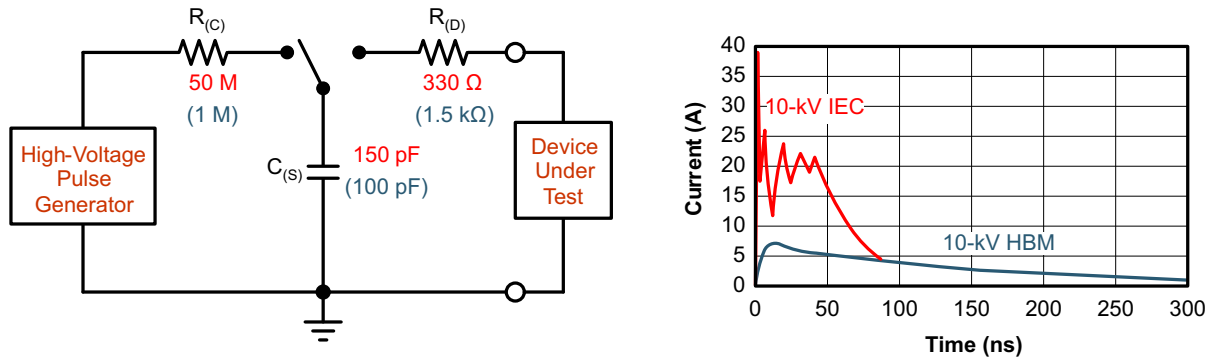 R(C)
R(D)
50 M
(1 M)
330 Ω
(1.5 kΩ)
High-Voltage
Pulse
Generator
C(S)
150 pF
(100 pF)
Device
Under
Test
40
35
30
25
20
15
10
5
0
Current (A)
10-kV IEC
10-kV HBM
0
50
100
150
200
250
300
Time (ns)